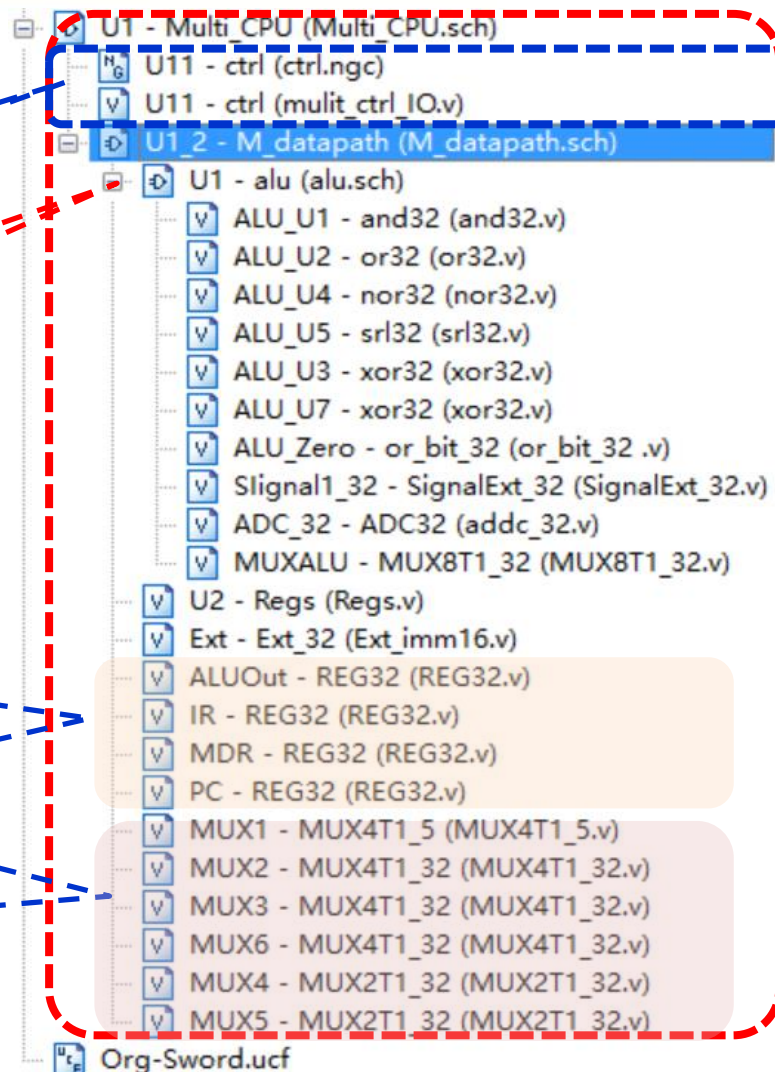 U1 - Multi_CPU (Multi_CPU.sch)
U11 - ctrl (ctrl.ngc)
U11 - ctrl (mulit_ctrl_IO.v)
U1_2 - M_datapath (M_datapath.sch)
U1 - alu (alu.sch)
ALU_U1 - and32 (and32.v)
ALU_U2 - or32 (or32.v)
ALU_U4 - nor32 (nor32.v)
ALU_U5 - srl32 (srl32.v)
ALU_U3 - xor32 (xor32.v)
ALU_U7 - xor32 (xor32.v)
ALU_Zero - or_bit_32 (or_bit_32 .v)
SIignal1_32 - SignalExt_32 (SignalExt_32.v)
ADC_32 - ADC32 (addc_32.v)
MUXALU - MUX8T1_32 (MUX8T1_32.v)
U2 - Regs (Regs.v)
Ext - Ext_32 (Ext_imm16.v)
ALUOut - REG32 (REG32.v)
IR - REG32 (REG32.v)
MDR - REG32 (REG32.v)
PC - REG32 (REG32.v)
MUX1 - MUX4T1_5 (MUX4T1_5.v)
MUX2 - MUX4T1_32 (MUX4T1_32.v)
MUX3 - MUX4T1_32 (MUX4T1_32.v)
MUX6 - MUX4T1_32 (MUX4T1_32.v)
MUX4 - MUX2T1_32 (MUX2T1_32.v)
MUX5 - MUX2T1_32 (MUX2T1_32.v)
Org-Sword.ucf